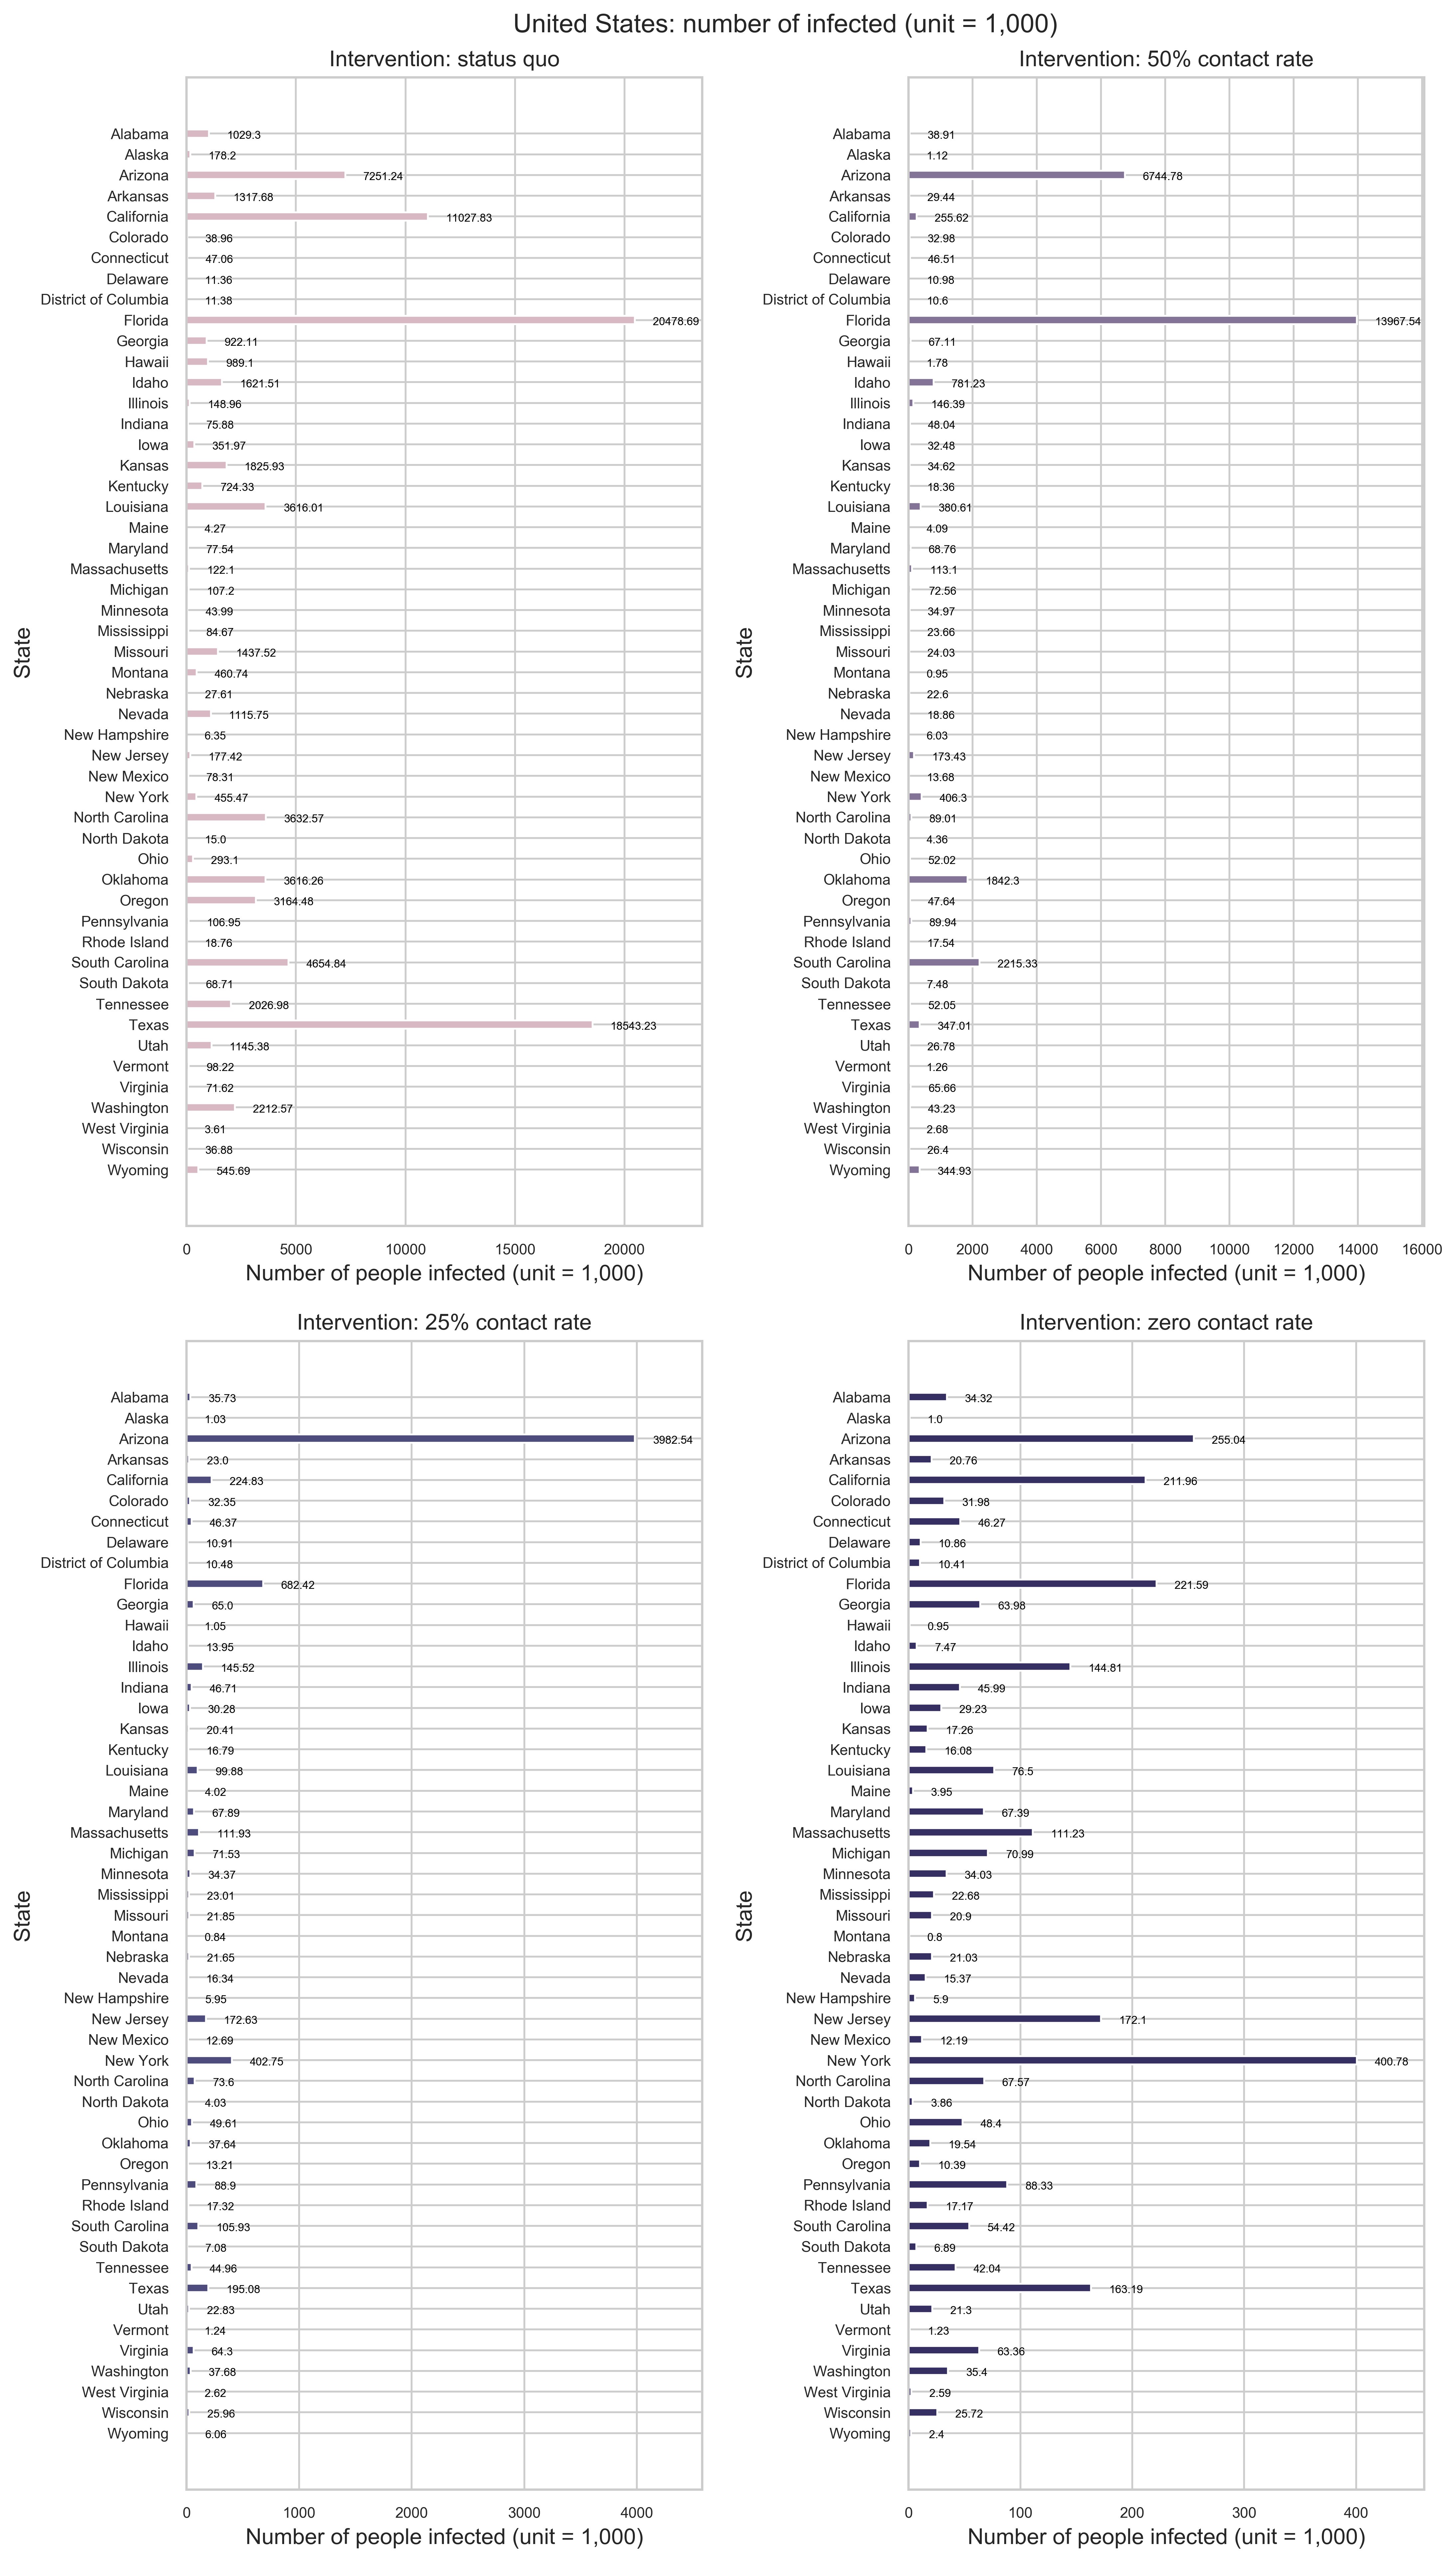 United States: number of infected (unit = 1,000)
Intervention: status quo
State
Alabama 1029.3
Alaska 178.2
Arizona 7251.24
Arkansas 1317.68
California 11027.83
Colorado 38.96
Connecticut 47.06
Delaware 11.36
District of Columbia 11.38
Florida 20478.69
Georgia 922.11
Hawaii 989.1
Idaho 1621.51
Illinois 148.96
Indiana 75.88
Iowa 351.97
Kansas 1825.93
Kentucky 724.33
Louisiana 3616.01
Maine 4.27
Maryland 77.54
Massachusetts 122.1
Michigan 107.2
Minnesota 43.99
Mississippi 84.67
Missouri 1437.52
Montana 460.74
Nebraska 27.61
Nevada 1115.75
New Hampshire 6.35
New Jersey 177.42
New Mexico 78.31
New York 455.47
North Carolina 3632.57
North Dakota 15.0
Ohio 293.1
Oklahoma 3616.26
Oregon 3164.48
Pennsylvania 106.95
Rhode Island 18.76
South Carolina 4654.84
South Dakota 68.71
Tennessee 2026.98
Texas 18543.23
Utah 1145.38
Vermont 98.22
Virginia 71.62
Washington 2212.57
West Virginia 3.61
Wisconsin 36.88
Wyoming 545.69
0 5000 10000 15000 20000
Number of people infected (unit = 1,000)
Intervention: 50% contact rate
State
Alabama 38.91
Alaska 1.12
Arizona 6744.78
Arkansas 29.44
California 255.62
Colorado 32.98
Connecticut 46.51
Delaware 10.98
District of Columbia 10.6
Florida 13967.54
Georgia 67.11
Hawaii 1.78
Idaho 781.23
Illinois 146.39
Indiana 48.04
Iowa 32.48
Kansas 34.62
Kentucky 18.36
Louisiana 380.61
Maine 4.09
Maryland 68.76
Massachusetts 113.1
Michigan 72.56
Minnesota 34.97
Mississippi 23.66
Missouri 24.03
Montana 0.95
Nebraska 22.6
Nevada 18.86
New Hampshire 6.03
New Jersey 173.43
New Mexico 13.68
New York 406.3
North Carolina 89.01
North Dakota 4.36
Ohio 52.02
Oklahoma 1842.3
Oregon 47.64
Pennsylvania 89.94
Rhode Island 17.54
South Carolina 2215.33
South Dakota 7.48
Tennessee 52.05
Texas 347.01
Utah 26.78
Vermont 1.26
Virginia 65.66
Washington 43.23
West Virginia 2.68
Wisconsin 26.4
Wyoming 344.93
0 2000 4000 6000 8000 10000 12000 14000 16000
Number of people infected (unit = 1,000)
Intervention: 25% contact rate
State
Alabama 35.73
Alaska 1.03
Arizona 3982.54
Arkansas 23.0
California 224.83
Colorado 32.35
Connecticut 46.37
Delaware 10.91
District of Columbia 10.48
Florida 682.42
Georgia 65.0
Hawaii 1.05
Idaho 13.95
Illinois 145.52
Indiana 46.71
Iowa 30.28
Kansas 20.41
Kentucky 16.79
Louisiana 99.88
Maine 4.02
Maryland 67.89
Massachusetts 111.93
Michigan 71.53
Minnesota 34.37
Mississippi 23.01
Missouri 21.85
Montana 0.84
Nebraska 21.65
Nevada 16.34
New Hampshire 5.95
New Jersey 172.63
New Mexico 12.69
New York 402.75
North Carolina 73.6
North Dakota 4.03
Ohio 49.61
Oklahoma 37.64
Oregon 13.21
Pennsylvania 88.9
Rhode Island 17.32
South Carolina 105.93
South Dakota 7.08
Tennessee 44.96
Texas 195.08
Utah 22.83
Vermont 1.24
Virginia 64.3
Washington 37.68
West Virginia 2.62
Wisconsin 25.96
Wyoming 6.06
0 1000 2000 3000 4000
Number of people infected (unit = 1,000)
Intervention: zero contact rate
State
Alabama 34.32
Alaska 1.0
Arizona 255.04
Arkansas 20.76
California 211.96
Colorado 31.98
Connecticut 46.27
Delaware 10.86
District of Columbia 10.41
Florida 221.59
Georgia 63.98
Hawaii 0.95
Idaho 7.47
Illinois 144.81
Indiana 45.99
Iowa 29.23
Kansas 17.26
Kentucky 16.08
Louisiana 76.5
Maine 3.95
Maryland 67.39
Massachusetts 111.23
Michigan 70.99
Minnesota 34.03
Mississippi 22.68
Missouri 20.9
Montana 0.8
Nebraska 21.03
Nevada 15.37
New Hampshire 5.9
New Jersey 172.1
New Mexico 12.19
New York 400.78
North Carolina 67.57
North Dakota 3.86
Ohio 48.4
Oklahoma 19.54
Oregon 10.39
Pennsylvania 88.33
Rhode Island 17.17
South Carolina 54.42
South Dakota 6.89
Tennessee 42.04
Texas 163.19
Utah 21.3
Vermont 1.23
Virginia 63.36
Washington 35.4
West Virginia 2.59
Wisconsin 25.72
Wyoming 2.4
0 100 200 300 400
Number of people infected (unit = 1,000)